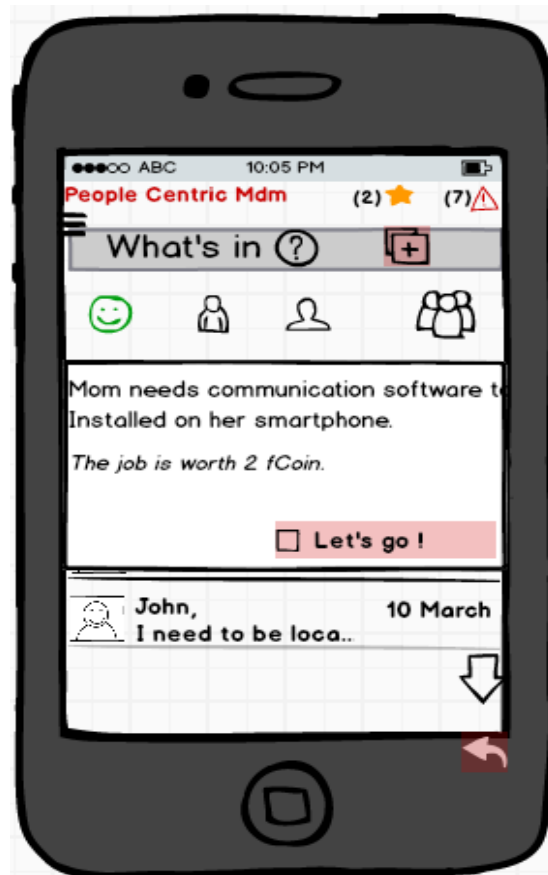 ABC 10:05 PM
People Centric Mdm (2) (7)
What's in ?
Mom needs communication software to
Installed on her smartphone.
The job is worth 2 fCoin.
Let's go !
John, 10 March
I need to be loca..